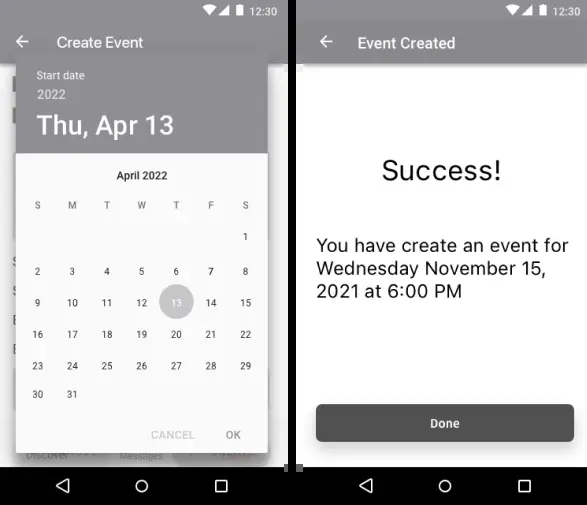 12:30
Create Event
Start date
2022
Thu, Apr 13
April 2022
S M T W T F S
1
2 3 4 5 6 7 8
9 10 11 12 13 14 15
16 17 18 19 20 21 22
23 24 25 26 27 28 29
30 31
CANCEL OK
Discover
Messages
12:30
Event Created
Success!
You have create an event for
Wednesday November 15,
2021 at 6:00 PM
Done